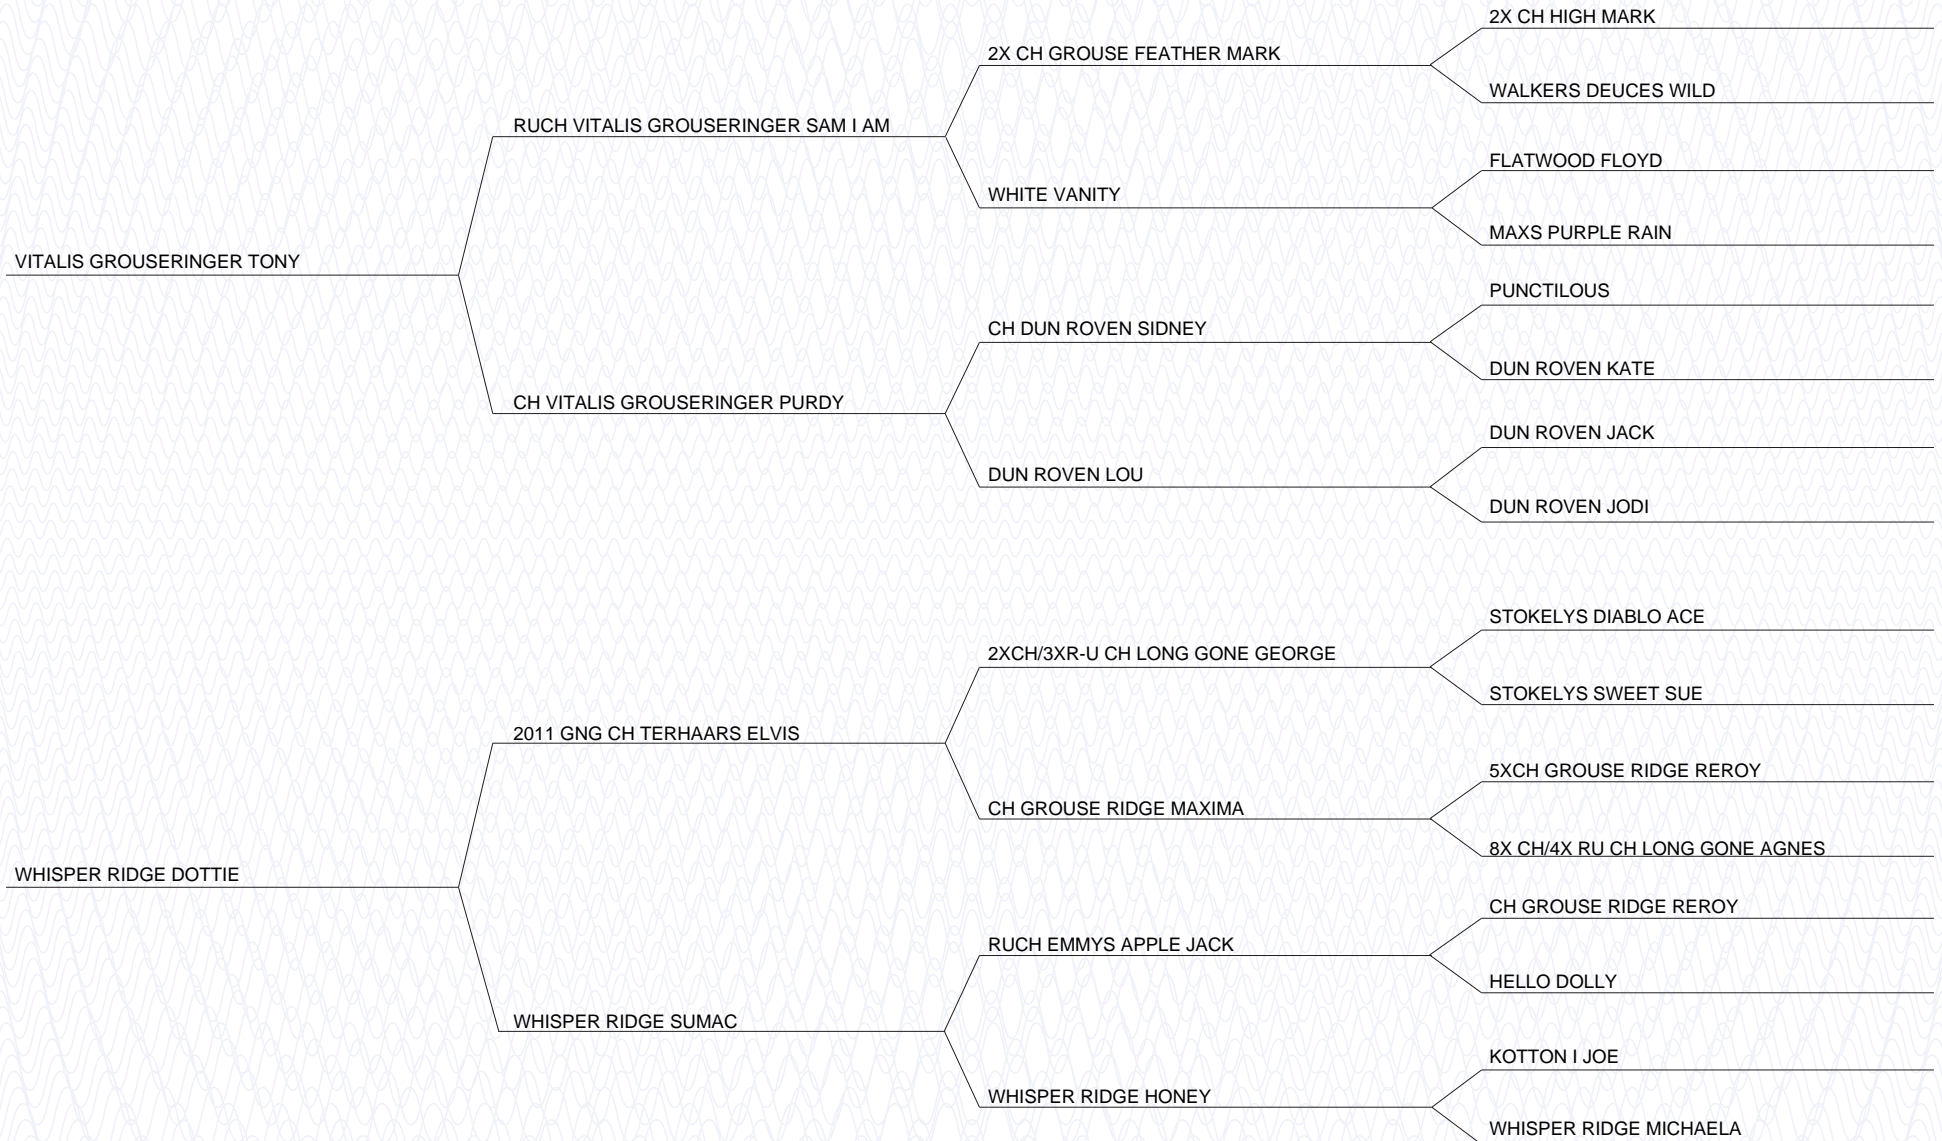 2X CH HIGH MARK
2X CH GROUSE FEATHER MARK
WALKERS DEUCES WILD
RUCH VITALIS GROUSERINGER SAM I AM
FLATWOOD FLOYD
WHITE VANITY
MAXS PURPLE RAIN
VITALIS GROUSERINGER TONY
PUNCTILOUS
CH DUN ROVEN SIDNEY
DUN ROVEN KATE
CH VITALIS GROUSERINGER PURDY
DUN ROVEN JACK
DUN ROVEN LOU
DUN ROVEN JODI
STOKELYS DIABLO ACE
2XCH/3XR-U CH LONG GONE GEORGE
STOKELYS SWEET SUE
2011 GNG CH TERHAARS ELVIS
5XCH GROUSE RIDGE REROY
CH GROUSE RIDGE MAXIMA
8X CH/4X RU CH LONG GONE AGNES
WHISPER RIDGE DOTTIE
CH GROUSE RIDGE REROY
RUCH EMMYS APPLE JACK
HELLO DOLLY
WHISPER RIDGE SUMAC
KOTTON I JOE
WHISPER RIDGE HONEY
WHISPER RIDGE MICHAELA